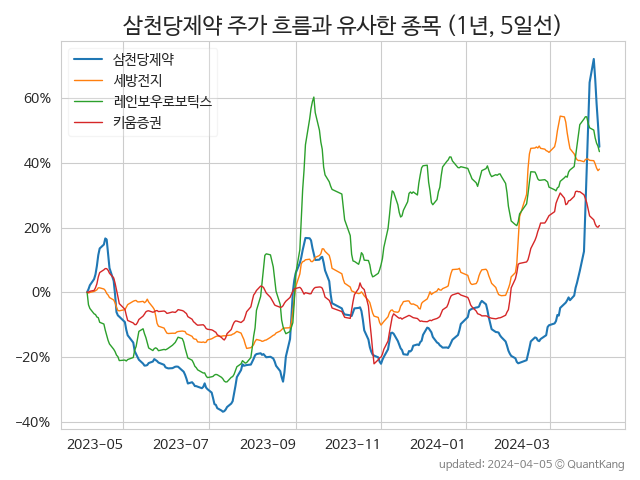 삼천당제약 주가 흐름과 유사한 종목 (1년, 5일선)
삼천당제약
세방전지
레인보우로보틱스
키움증권
60%
40%
20%
0%
−20%
−40%
2023-05 2023-07 2023-09 2023-11 2024-01 2024-03
updated: 2024-04-05 © QuantKang